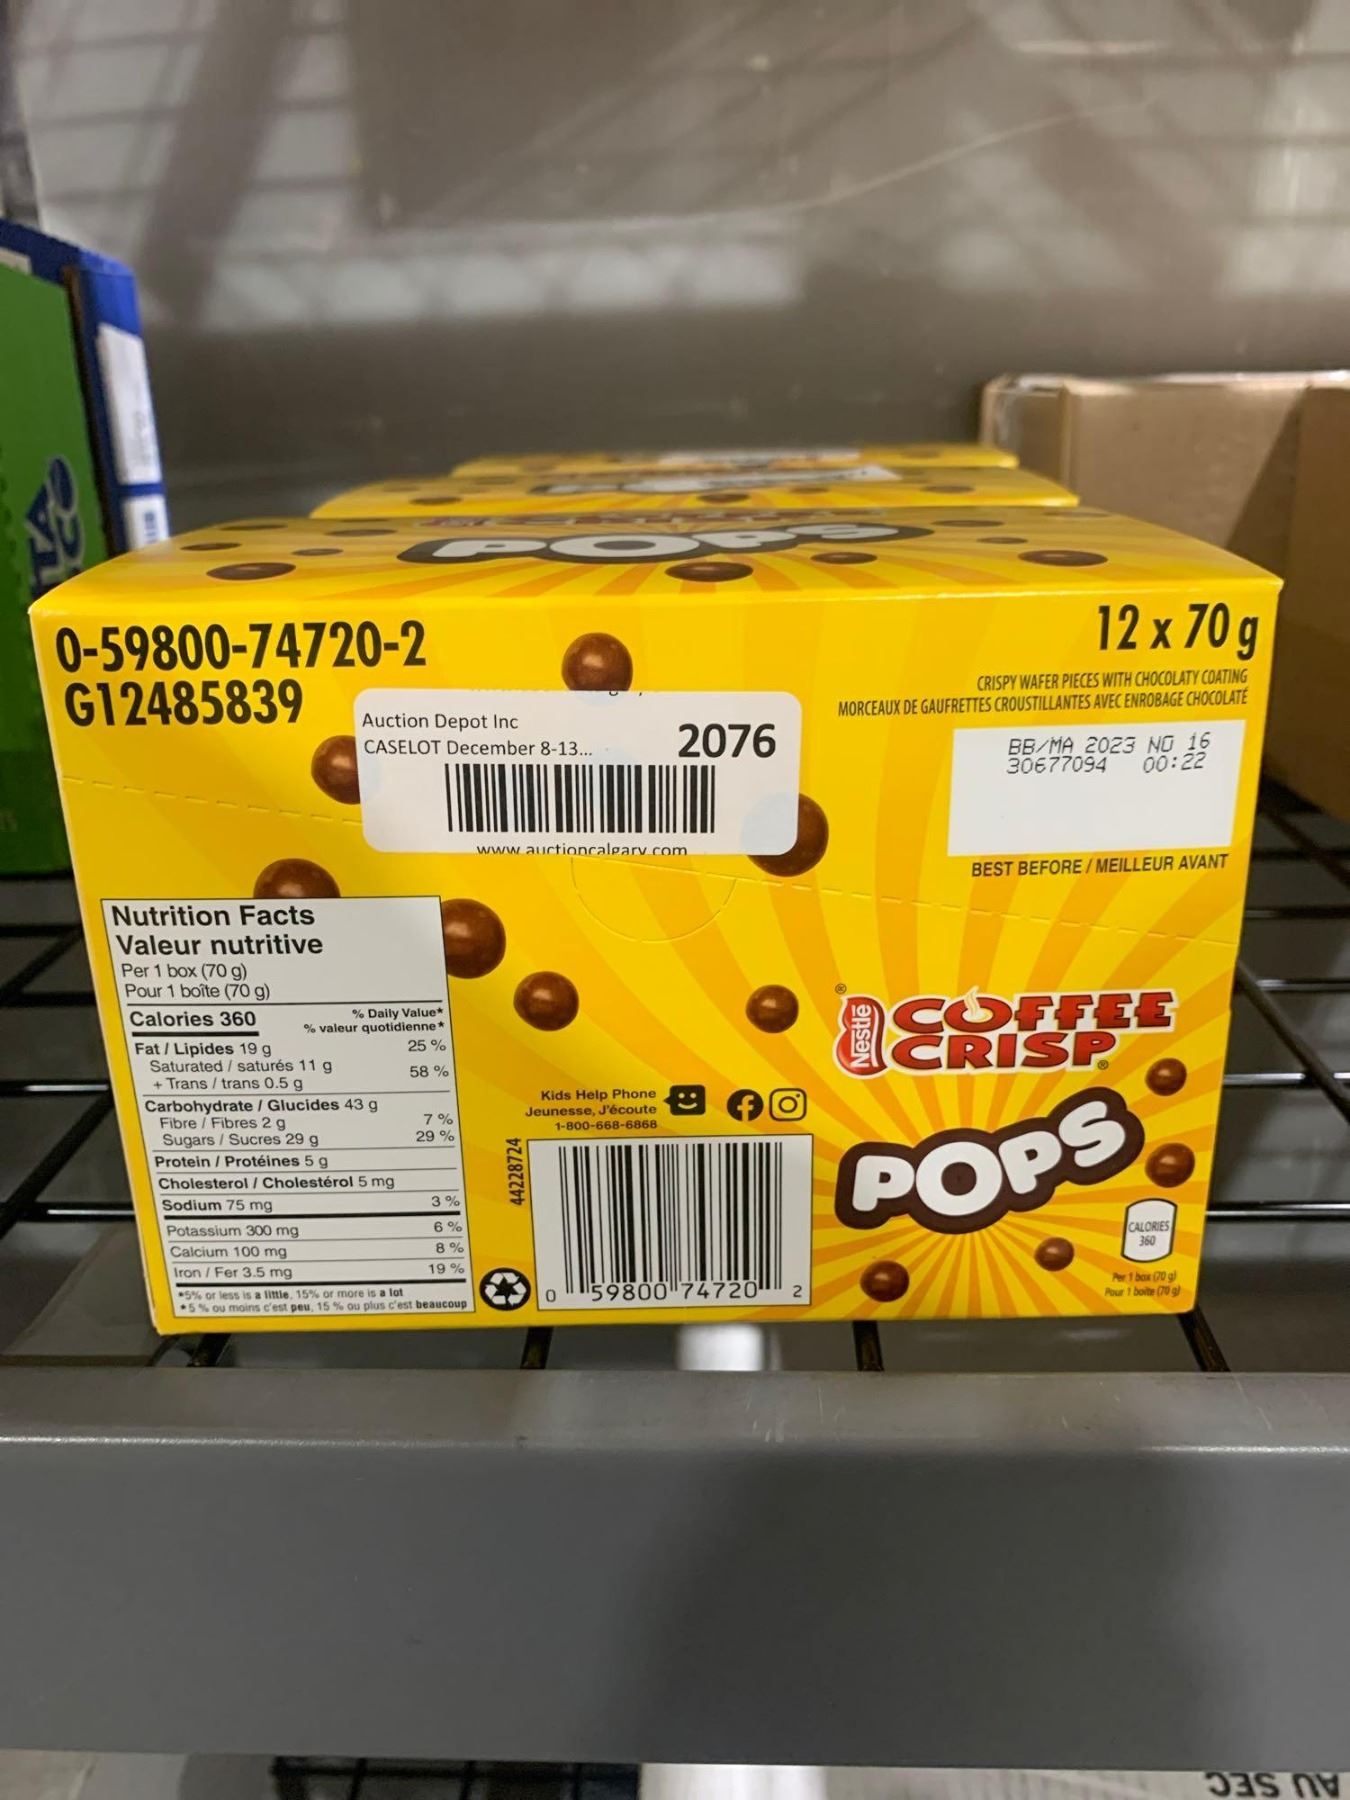 POPS
0-59800-74720-2
G12485839
12 x 70 g
CRISPY WAFER PIECES WITH CHOCOLATY COATING
MORCEAUX DE GAUFRETTES CROUSTILLANTES AVEC ENROBAGE CHOCOLATÉ
Auction Depot Inc
CASELOT December 8-13...
2076
www.auctioncalgary.com
BB/MA 2023 NO 16
30677094 00:22
BEST BEFORE / MEILLEUR AVANT
Nutrition Facts
Valeur nutritive
Per 1 box (70 g)
Pour 1 boîte (70 g)
Calories 360
% Daily Value*
% valeur quotidienne*
Fat / Lipides 19 g 25 %
Saturated / saturés 11 g
+ Trans / trans 0.5 g 58 %
Carbohydrate / Glucides 43 g
Fibre / Fibres 2 g 7 %
Sugars / Sucres 29 g 29 %
Protein / Protéines 5 g
Cholesterol / Cholestérol 5 mg
Sodium 75 mg 3 %
Potassium 300 mg 6 %
Calcium 100 mg 8 %
Iron / Fer 3.5 mg 19 %
*5% or less is a little, 15% or more is a lot
*5 % ou moins c'est peu, 15 % ou plus c'est beaucoup
Kids Help Phone
Jeunesse, J'écoute
1-800-668-6868
44228724
0 59800 74720 2
Nestlé
COFFEE
CRISP
POPS
CALORIES
360
Per 1 box (70 g)
Pour 1 boîte (70 g)
AU SEC